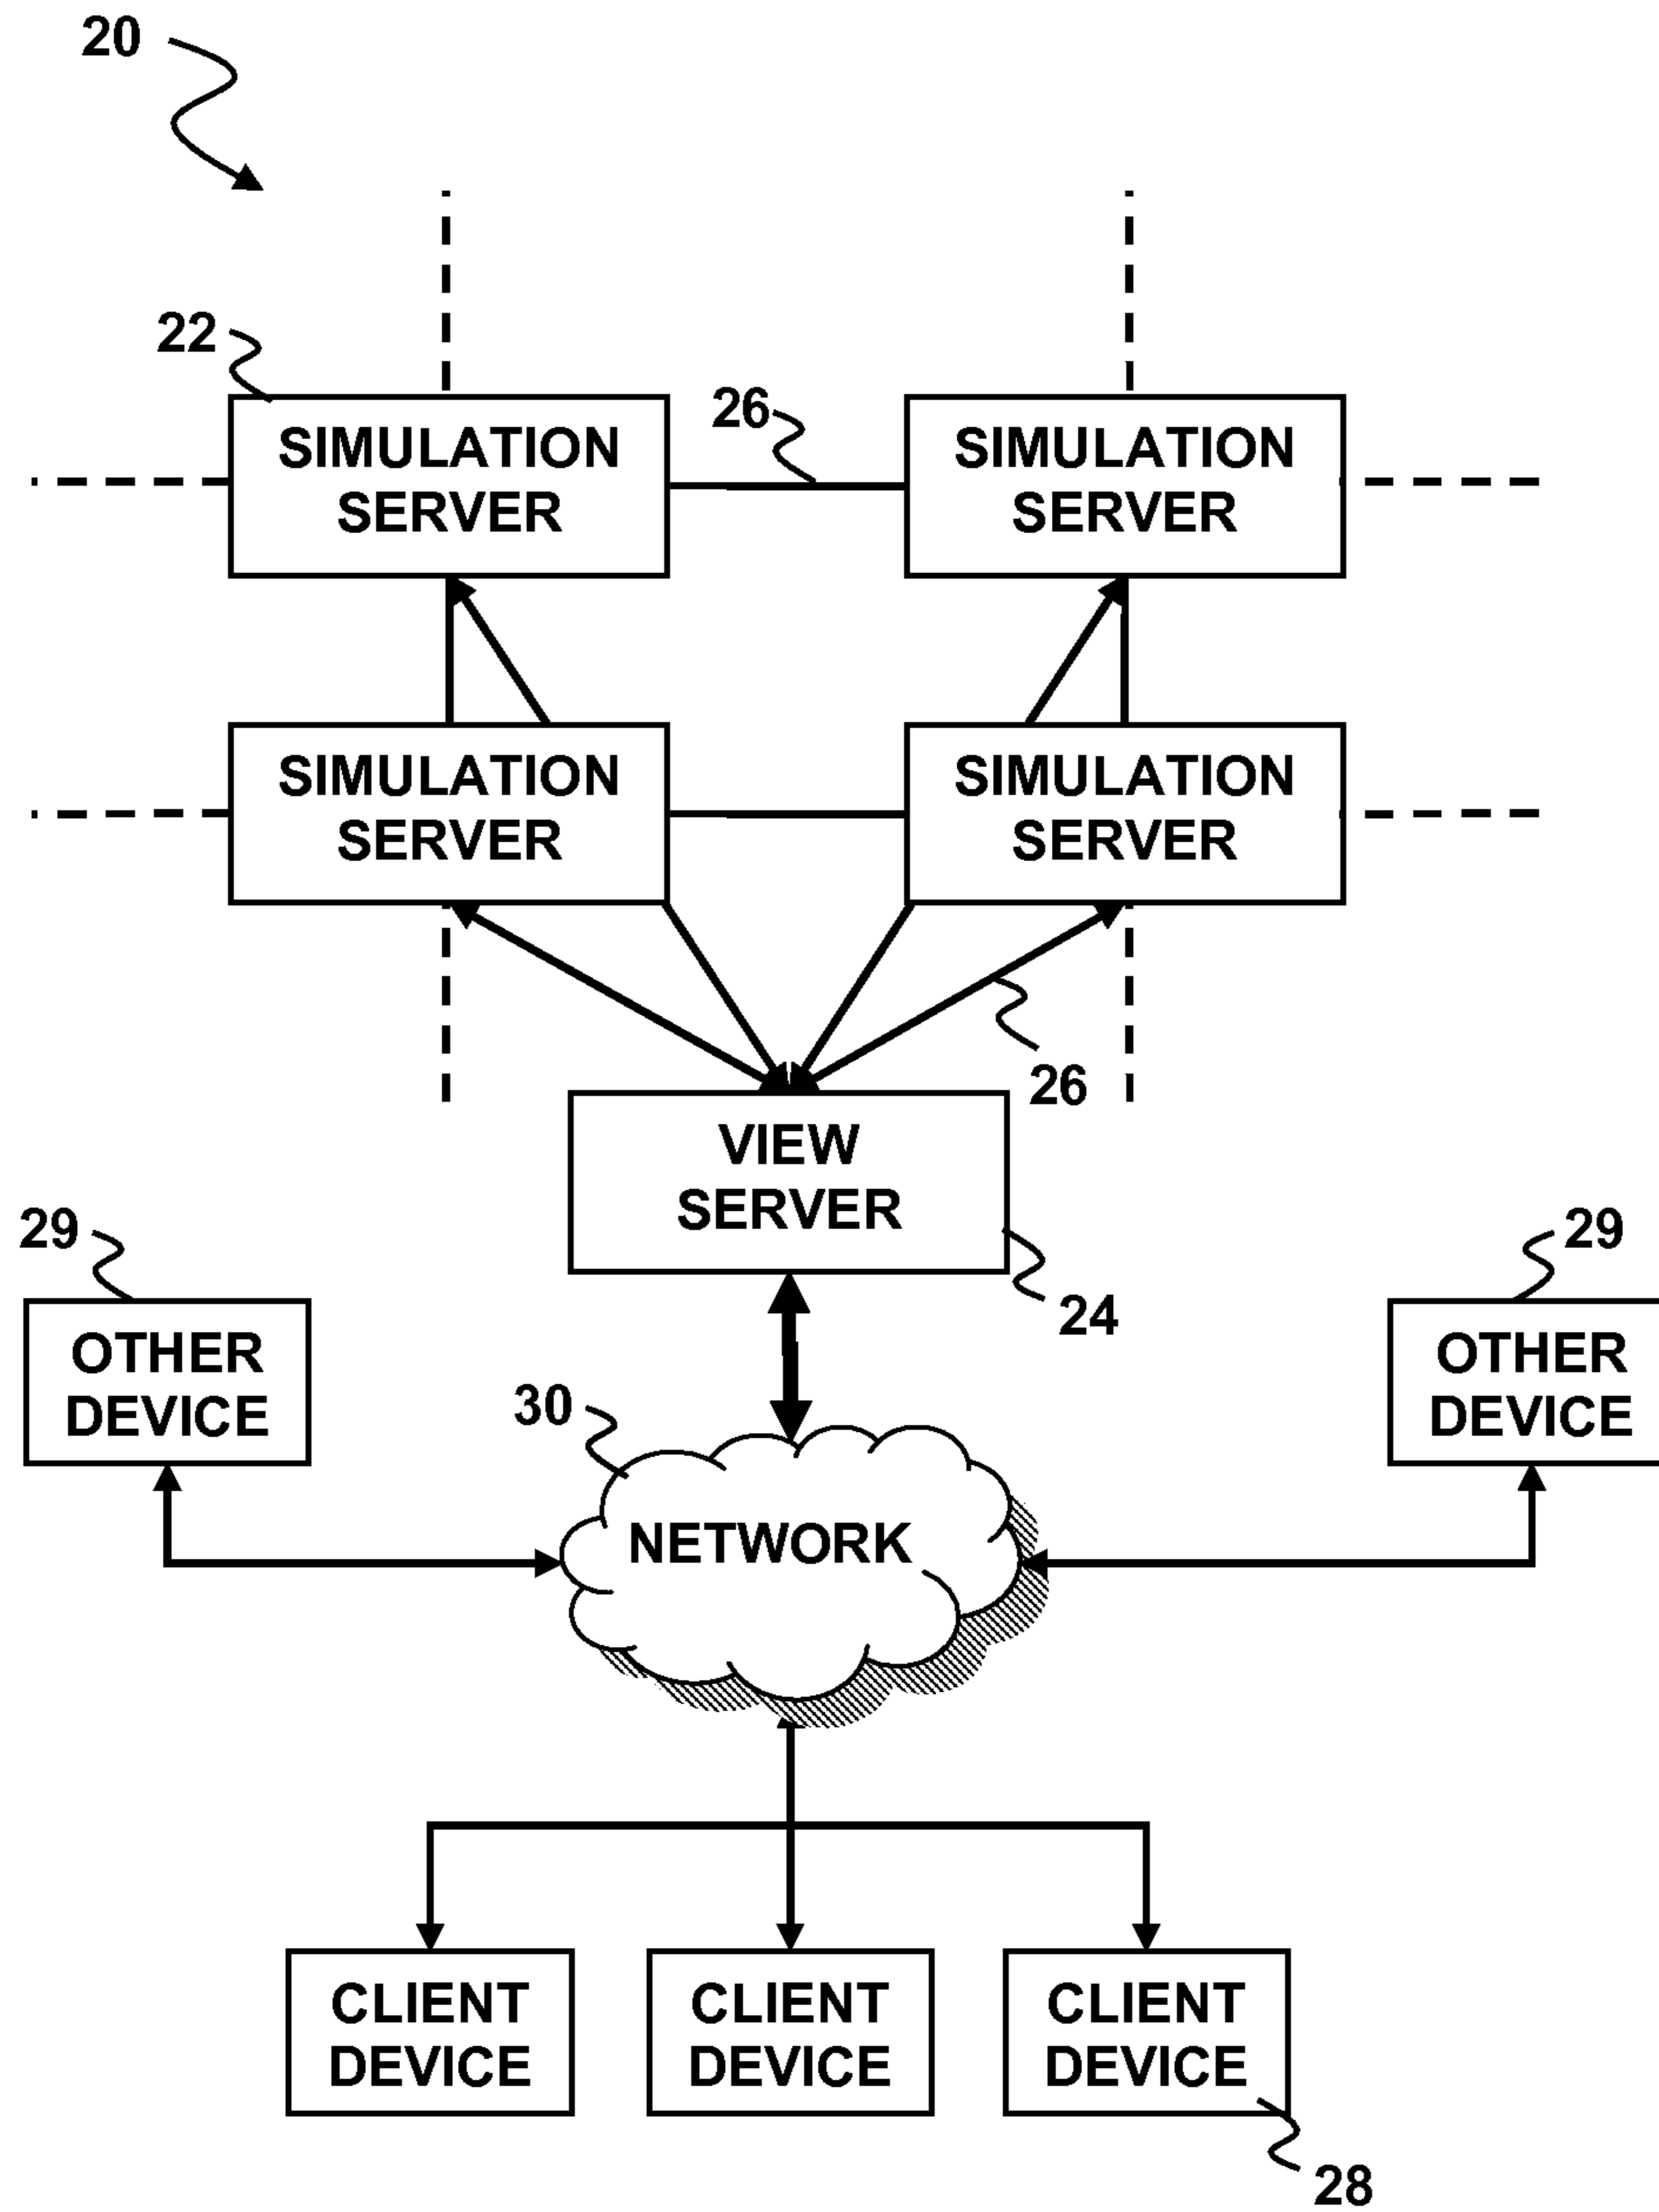 20
22
26
SIMULATION
SERVER
SIMULATION
SERVER
SIMULATION
SERVER
SIMULATION
SERVER
26
VIEW
SERVER
24
29
OTHER
DEVICE
29
OTHER
DEVICE
30
NETWORK
CLIENT
DEVICE
CLIENT
DEVICE
CLIENT
DEVICE
28